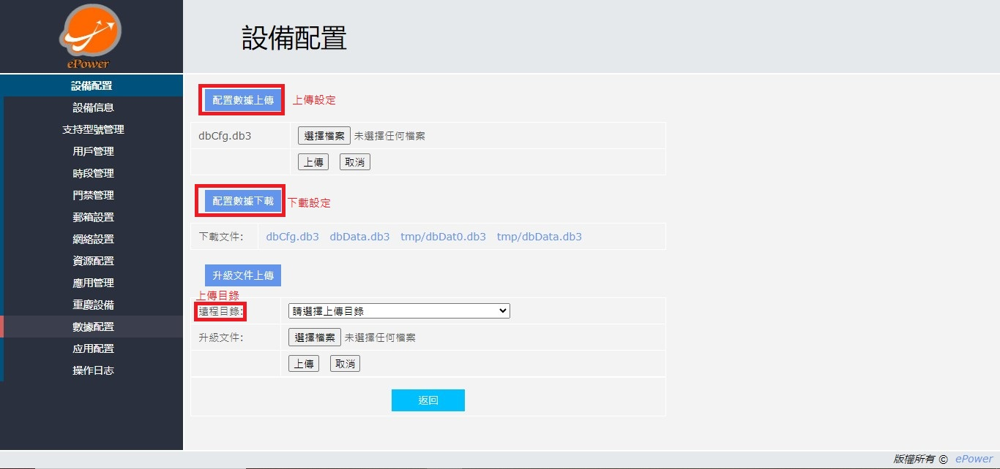 ePower
設備配置
設備配置
設備信息
支持型號管理
用戶管理
時段管理
門禁管理
郵箱設置
網絡設置
資源配置
應用管理
重慶設備
數據配置
应用配置
操作日志
配置數據上傳 上傳設定
dbCfg.db3 選擇檔案 未選擇任何檔案
上傳 取消
配置數據下載 下載設定
下載文件: dbCfg.db3 dbData.db3 tmp/dbDat0.db3 tmp/dbData.db3
升級文件上傳
上傳目錄
遠程目錄: 請選擇上傳目錄
升級文件: 選擇檔案 未選擇任何檔案
上傳 取消
返回
版權所有 © ePower